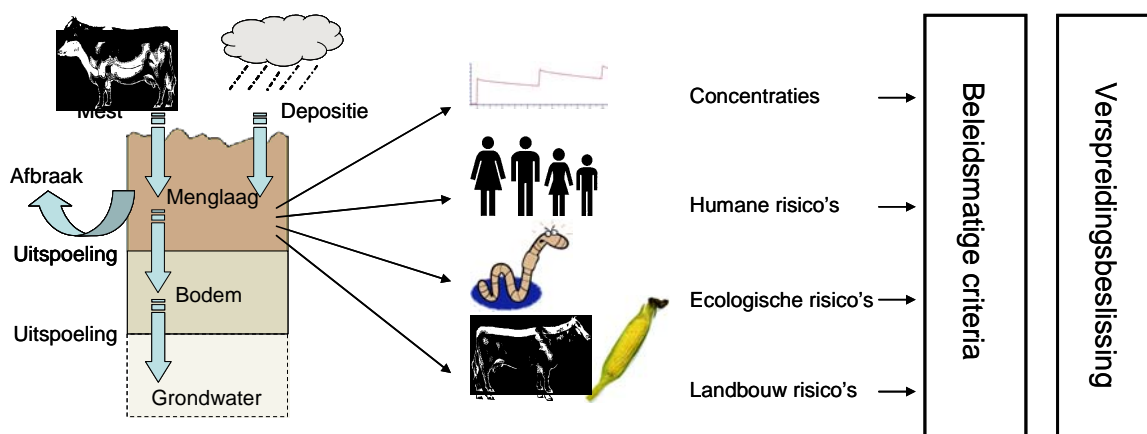 Mest
Depositie
Afbraak
Menglaag
Uitspoeling
Bodem
Uitspoeling
Grondwater
Concentraties
Humane risico's
Ecologische risico's
Landbouw risico's
Beleidsmatige criteria
Verspreidingsbeslissing